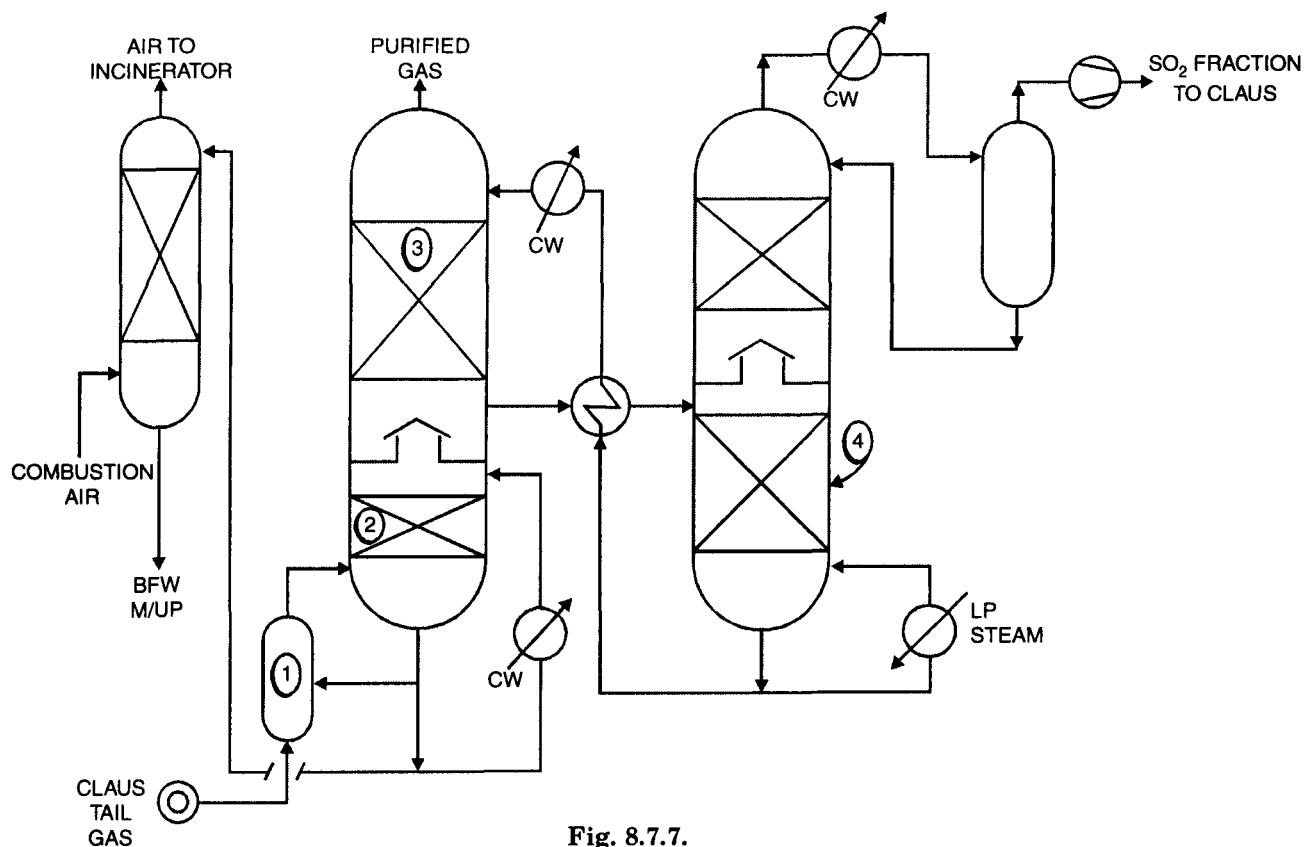 AIR TO
INCINERATOR
PURIFIED
GAS
CW
SO₂ FRACTION
TO CLAUS
3
CW
4
COMBUSTION
AIR
2
BFW
M/UP
LP
STEAM
1
CW
CLAUS
TAIL
GAS
Fig. 8.7.7.